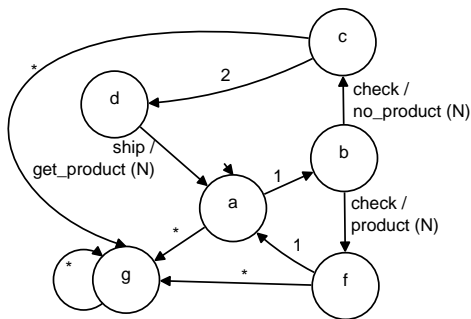 c
*
2
d
check /
no_product (N)
ship /
get_product (N)
b
1
a
check /
product (N)
*
1
*
g
*
f